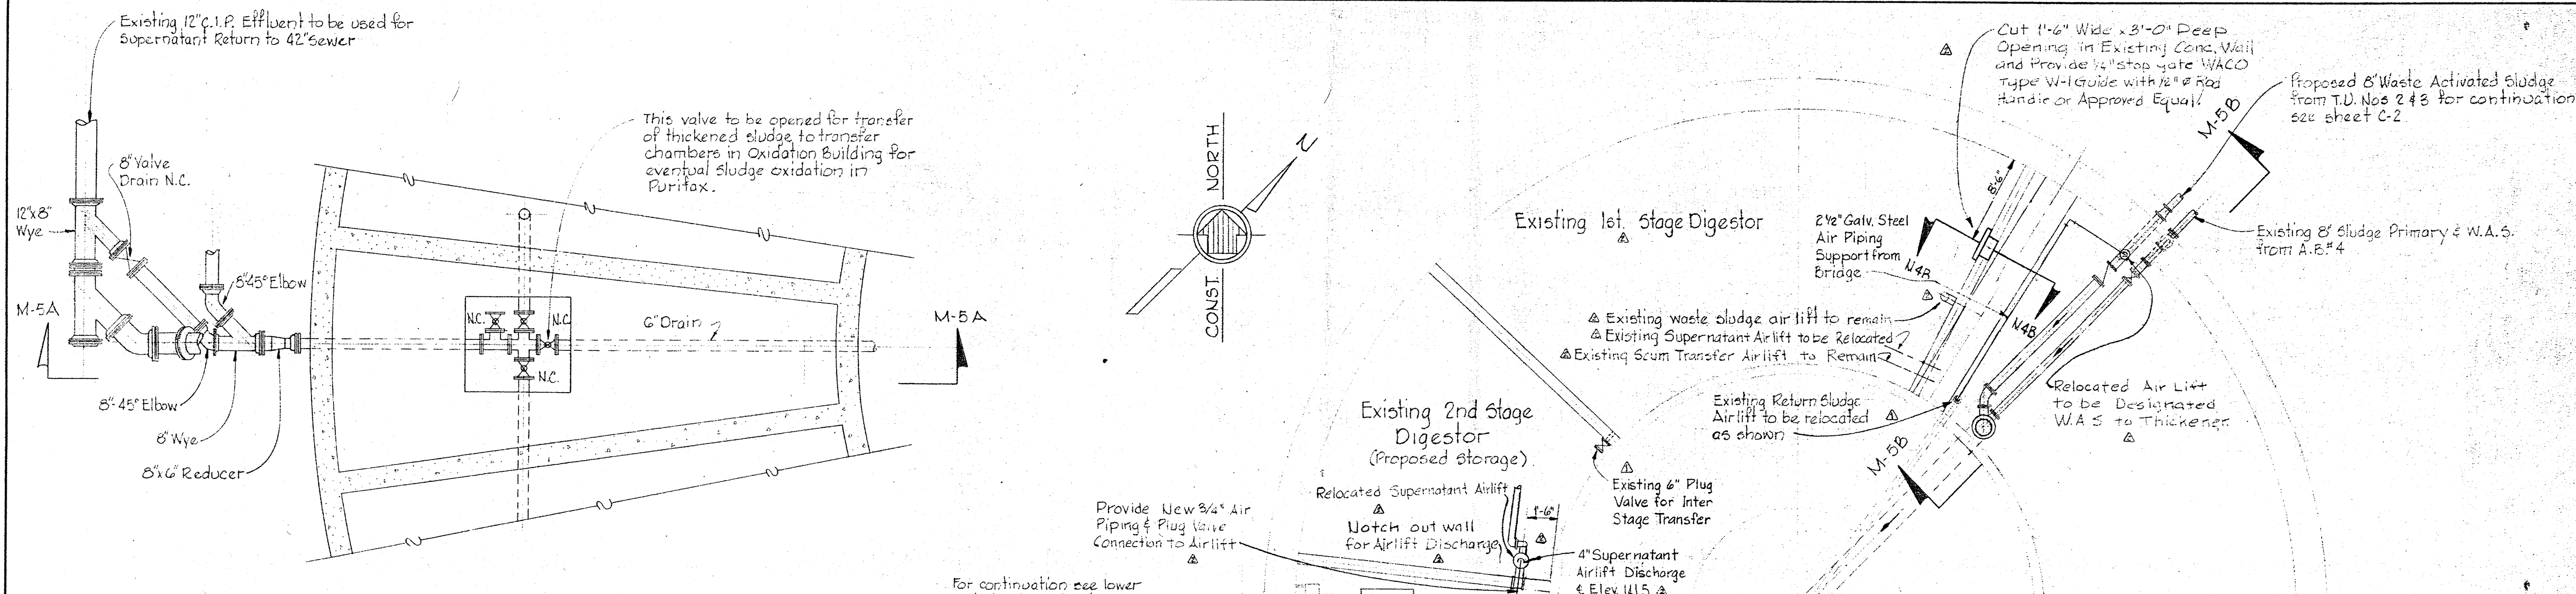 Existing 12" C.I.P. Effluent to be used for
Supernatant Return to 42" Sewer
This valve to be opened for transfer
of thickened sludge to transfer
chambers in Oxidation Building for
eventual sludge oxidation in
Purifax.
8" Valve
Drain N.C.
12"x8"
Wye
8"45° Elbow
M-5A
N.C.
N.C.
6" Drain
N.C.
M-5A
8"-45° Elbow
8" Wye
8"x6" Reducer
NORTH
N
CONST.
Cut 1'-6" Wide x 3'-0" Deep
Opening in Existing Conc. Wall
and Provide 1/4" stop gate WACO
Type W-1 Guide with 1/2" ø Rod
Handle or Approved Equal
Proposed 8" Waste Activated Sludge
from T.U. Nos 2 & 3 for continuation
see sheet C-2
M-5B
8'-6"
Existing 1st. Stage Digestor
2 1/2" Galv. Steel
Air Piping
Support from
Bridge
M4B
M4B
Existing 8" Sludge Primary & W.A.S.
from A.B.#4
Existing waste sludge air lift to remain
Existing Supernatant Airlift to be Relocated
Existing Scum Transfer Airlift to Remain
Existing Return Sludge
Airlift to be relocated
as shown
Relocated Air Lift
to be Designated
W.A.S to Thickener
M-5B
Existing 2nd Stage
Digestor
(Proposed Storage)
Existing 6" Plug
Valve for Inter
Stage Transfer
Relocated Supernatant Airlift
1'-6"
Notch out wall
for Airlift Discharge
Provide New 3/4" Air
Piping & Plug Valve
Connection to Airlift
4" Supernatant
Airlift Discharge
For continuation see lower